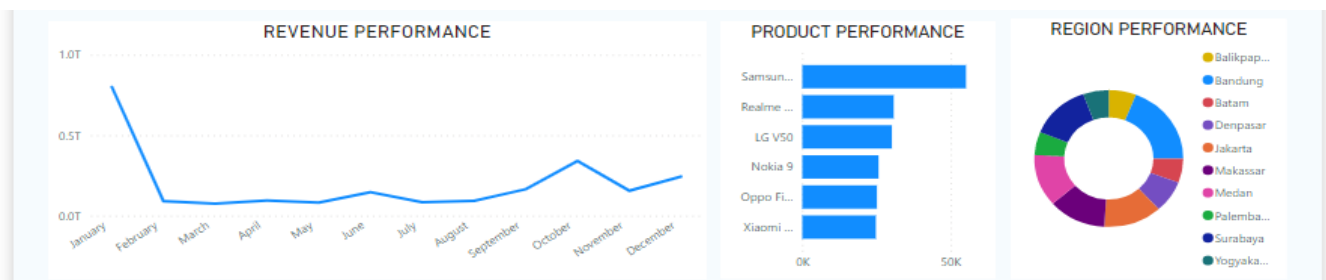 REVENUE PERFORMANCE
1.0T
0.5T
0.0T
January
February
March
April
May
June
July
August
September
October
November
December
PRODUCT PERFORMANCE
Samsun...
Realme ...
LG V50
Nokia 9
Oppo Fi...
Xiaomi ...
0K
50K
REGION PERFORMANCE
Balikpap...
Bandung
Batam
Denpasar
Jakarta
Makassar
Medan
Palemba...
Surabaya
Yogyaka...